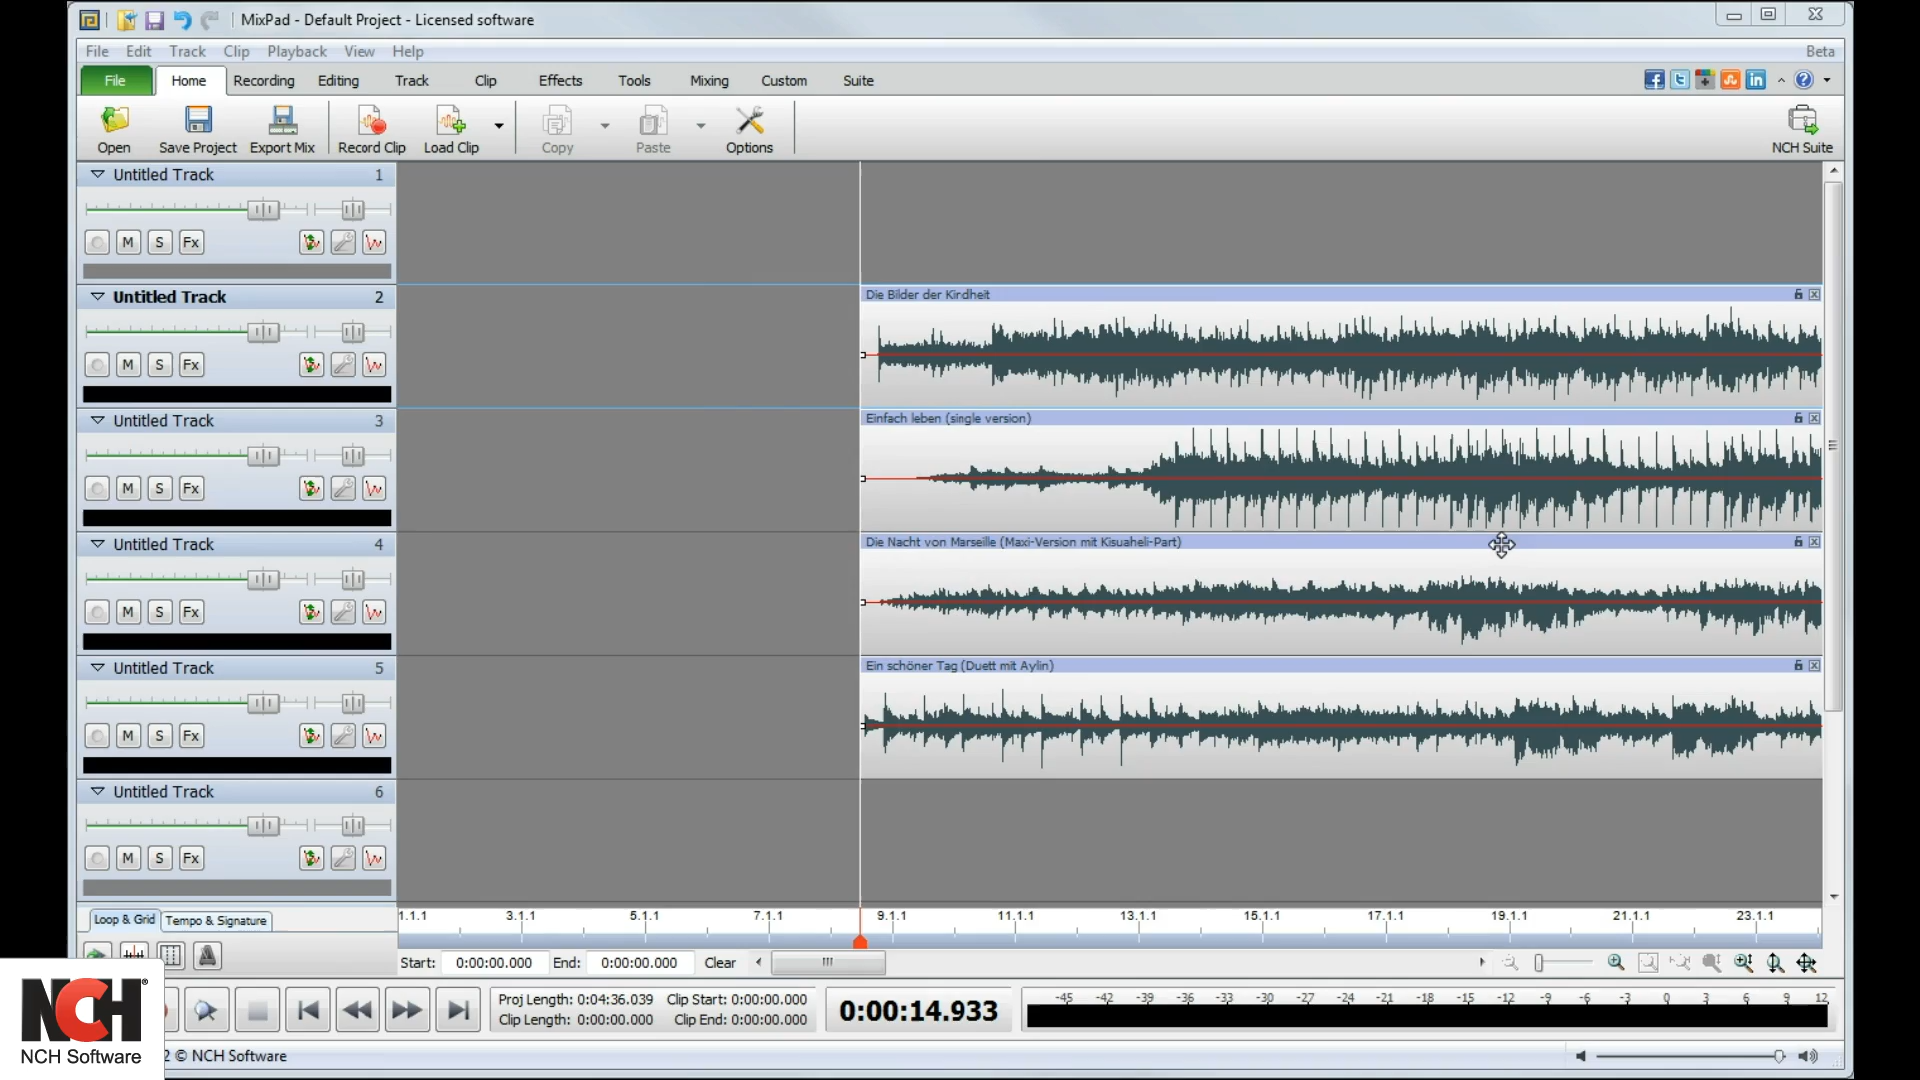 MixPad - Default Project - Licensed software
File Edit Track Clip Playback View Help Beta
File Home Recording Editing Track Clip Effects Tools Mixing Custom Suite
Open Save Project Export Mix Record Clip Load Clip Copy Paste Options NCH Suite
Untitled Track 1
M S Fx
Untitled Track 2
Die Bilder der Kindheit
M S Fx
Untitled Track 3
Einfach leben (single version)
M S Fx
Untitled Track 4
Die Nacht von Marseille (Maxi-Version mit Kisuaheli-Part)
M S Fx
Untitled Track 5
Ein schöner Tag (Duett mit Aylin)
M S Fx
Untitled Track 6
M S Fx
Loop & Grid Tempo & Signature
1.1.1 3.1.1 5.1.1 7.1.1 9.1.1 11.1.1 13.1.1 15.1.1 17.1.1 19.1.1 21.1.1 23.1.1
Start: 0:00:00.000 End: 0:00:00.000 Clear
Proj Length: 0:04:36.039 Clip Start: 0:00:00.000
Clip Length: 0:00:00.000 Clip End: 0:00:00.000
0:00:14.933
-45 -42 -39 -36 -33 -30 -27 -24 -21 -18 -15 -12 -9 -6 -3 0 3 6 9 12
NCH®
NCH Software
2 © NCH Software